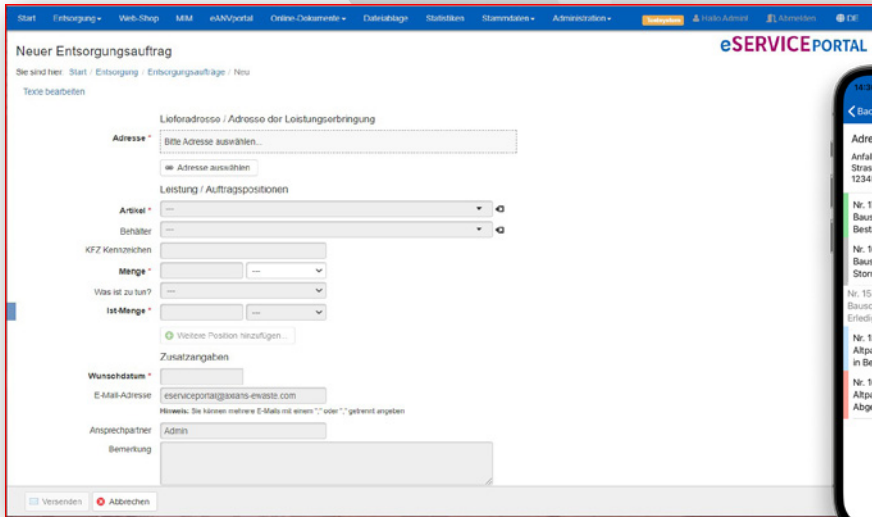 Start Entsorgung Web-Shop MIM eANVportal Online-Dokumente Dateiablage Statistiken Stammdaten Administration Testsystem Hallo Admin! Abmelden DE
Neuer Entsorgungsauftrag
eSERVICEPORTAL
Sie sind hier: Start / Entsorgung / Entsorgungsaufträge / Neu
Texte bearbeiten
Lieferadresse / Adresse der Leistungserbringung
Adresse * Bitte Adresse auswählen...
Adresse auswählen
Leistung / Auftragspositionen
Artikel * ---
Behälter ---
KFZ Kennzeichen
Menge * ---
Was ist zu tun? ---
Ist-Menge * ---
Weitere Position hinzufügen...
Zusatzangaben
Wunschdatum *
E-Mail-Adresse eserviceportal@axians-ewaste.com
Hinweis: Sie können mehrere E-Mails mit einem ";" oder "," getrennt angeben
Ansprechpartner Admin
Bemerkung
Versenden Abbrechen
14:3
Bac
Adre
Anfal
Stras
1234
Nr. 1
Baus
Best
Nr. 1
Baus
Stor
Nr. 15
Bausc
Erledi
Nr. 1
Altpa
in Be
Nr. 1
Altpa
Abge